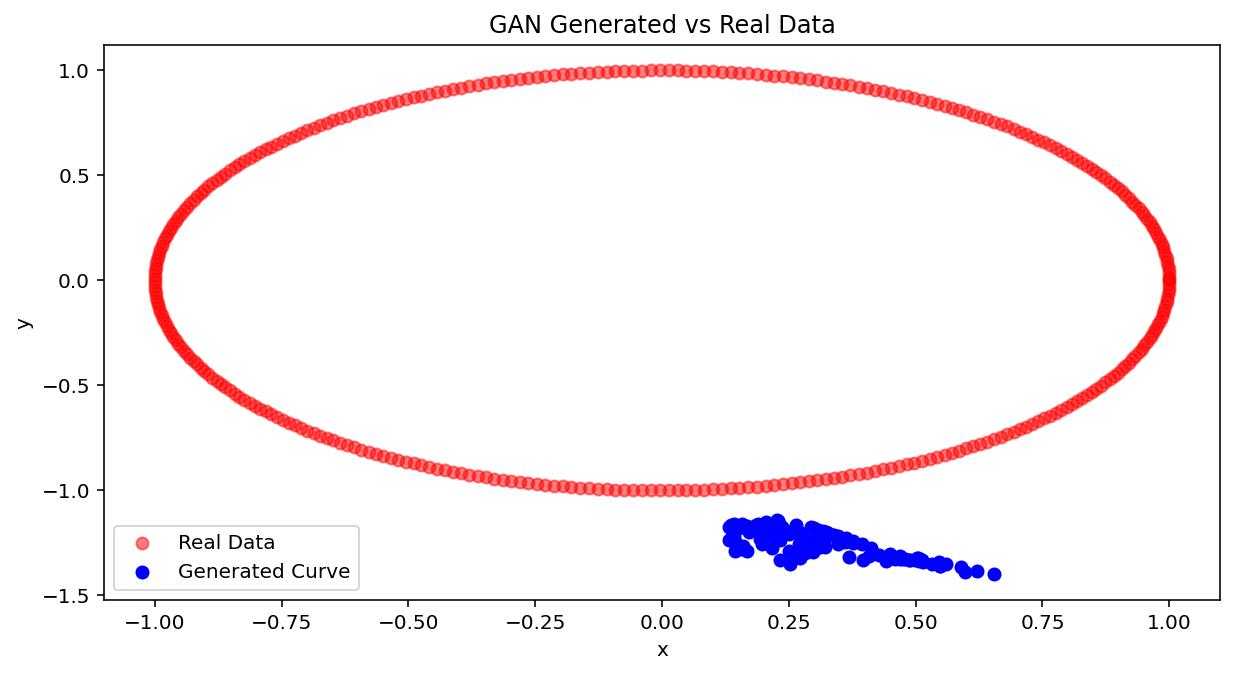 GAN Generated vs Real Data
1.0
0.5
0.0
−0.5
−1.0
−1.5
y
Real Data
Generated Curve
−1.00 −0.75 −0.50 −0.25 0.00 0.25 0.50 0.75 1.00
x